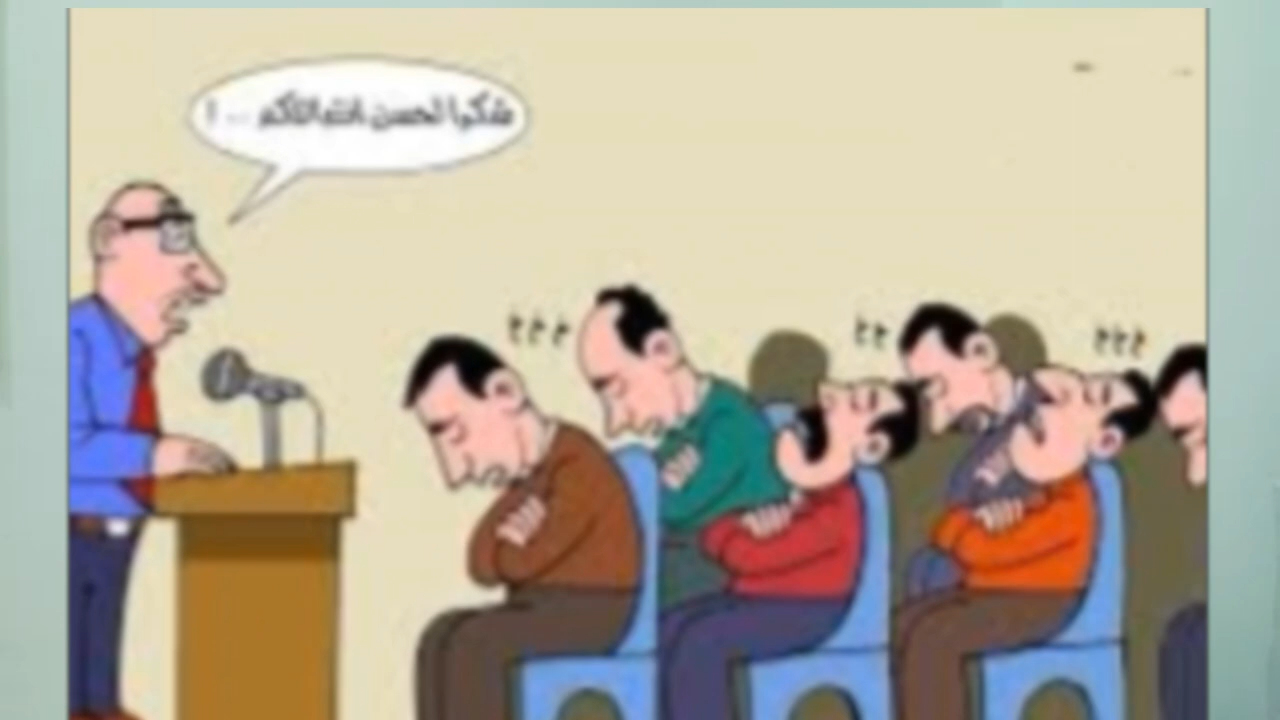 شكرا لحسن انتباهكم ... !
خ خ خ
خ خ
خ خ خ